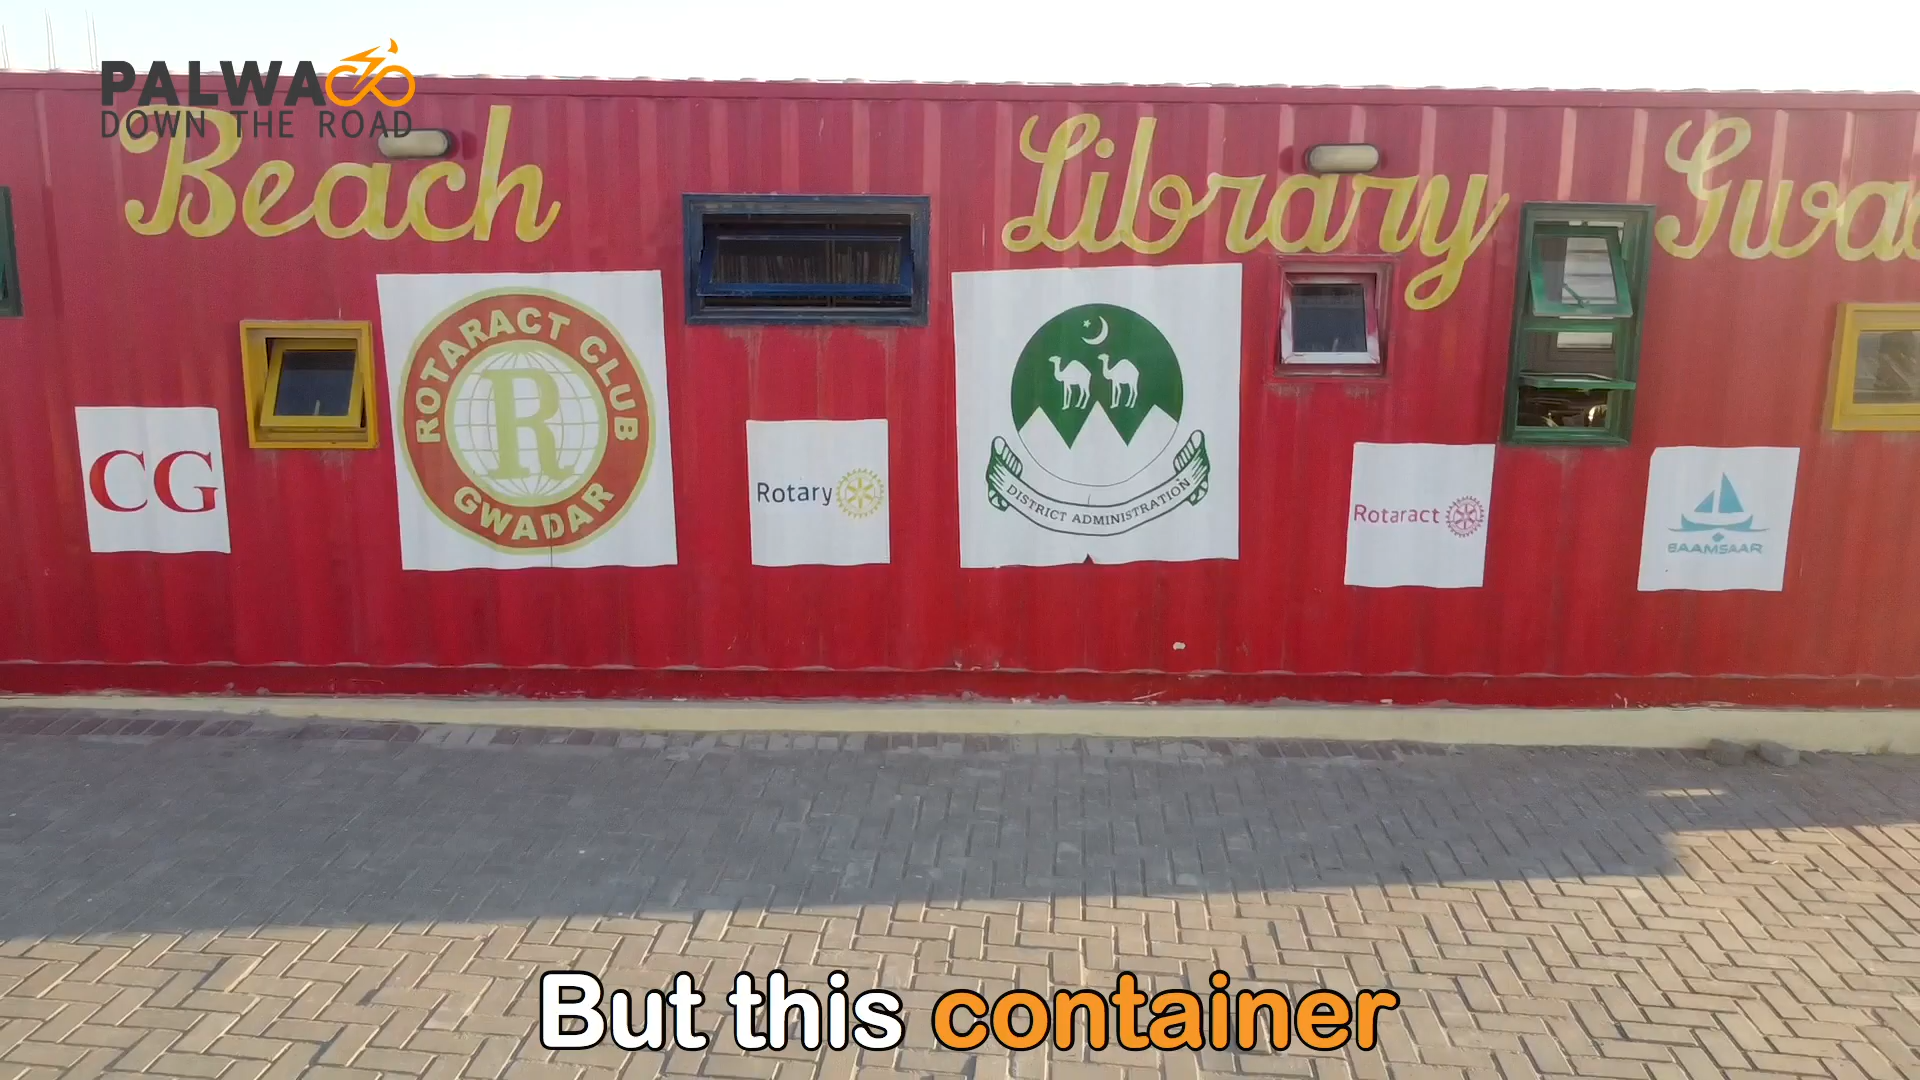 PALWA
DOWN THE ROAD
Beach Library Gwa
CG
ROTARACT CLUB
R
GWADAR
Rotary
DISTRICT ADMINISTRATION
Rotaract
BAAMSAAR
But this container